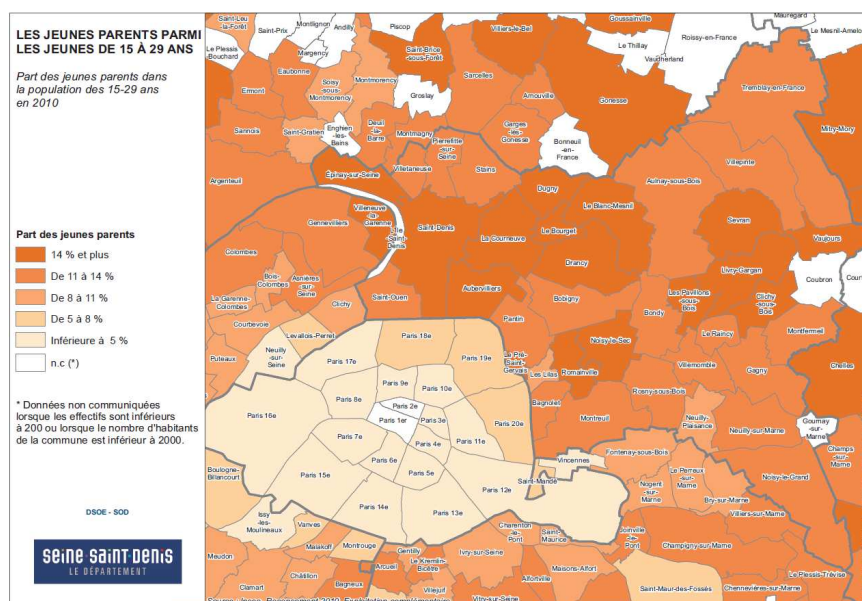 LES JEUNES PARENTS PARMI
LES JEUNES DE 15 À 29 ANS
Part des jeunes parents dans
la population des 15-29 ans
en 2010
Part des jeunes parents
14 % et plus
De 11 à 14 %
De 8 à 11 %
De 5 à 8 %
Inférieure à 5 %
n.c (*)
* Données non communiquées
lorsque les effectifs sont inférieurs
à 200 ou lorsque le nombre d'habitants
de la commune est inférieur à 2000.
DSOE - SOD
seine-saint-denis
LE DÉPARTEMENT
Saint-Leu
-la-Forêt
Saint-Prix
Montlignon
Andilly
Margency
Piscop
Villiers-le-Bel
Goussainville
Mauregard
Le Mesnil-Amelo
Roissy-en-France
Le Thillay
Vaudherland
Le Plessis
-Bouchard
Saint-Brice
-sous-Forêt
Eaubonne
Ermont
Soisy
-sous-
Montmorency
Montmorency
Groslay
Sarcelles
Arnouville
Gonesse
Tremblay-en-France
Mitry-Mory
Sannois
Saint-Gratien
Enghien
-les-
Bains
Deuil
-la-
Barre
Montmagny
Pierrefitte
-sur-
Seine
Garges
-lès-
Gonesse
Bonneuil
-en-
France
Villetaneuse
Stains
Villepinte
Argenteuil
Épinay-sur-Seine
Dugny
Aulnay-sous-Bois
Le Blanc-Mesnil
Sevran
Villeneuve
-la-
Garenne
Gennevilliers
Île
Saint-
Denis
Saint-Denis
La Courneuve
Le Bourget
Drancy
Vaujours
Livry-Gargan
Coubron
Court
Colombes
Bois-
Colombes
Asnières
-sur-
Seine
La Garenne-
Colombes
Clichy
Saint-Ouen
Aubervilliers
Bobigny
Les Pavillons
-sous-
Bois
Clichy
-sous-
Bois
Bondy
Courbevoie
Levallois-Perret
Pantin
Noisy-le-Sec
Le Raincy
Montfermeil
Puteaux
Neuilly
-sur-
Seine
Paris 17e
Paris 18e
Paris 19e
Le Pré-
Saint-
Gervais
Les Lilas
Romainville
Villemomble
Gagny
Chelles
Paris 9e
Paris 10e
Paris 8e
Paris 2e
Paris 1er
Paris 3e
Paris 16e
Paris 7e
Paris 4e
Paris 11e
Paris 20e
Bagnolet
Montreuil
Rosny-sous-Bois
Neuilly-
Plaisance
Neuilly-sur-Marne
Gournay
-sur-
Marne
Champs
-sur-
Marne
Paris 6e
Paris 5e
Paris 15e
Paris 12e
Paris 14e
Paris 13e
Vincennes
Saint-Mandé
Fontenay-sous-Bois
Le Perreux
-sur-
Marne
Noisy-le-Grand
Boulogne-
Billancourt
Nogent
-sur-
Marne
Bry-sur-Marne
Villiers-sur-Marne
Issy
-les-
Moulineaux
Vanves
Malakoff
Montrouge
Gentilly
Charenton
-le-
Pont
Saint-
Maurice
Joinville
-le-
Pont
Champigny-sur-Marne
Meudon
Clamart
Châtillon
Bagneux
Arcueil
Le Kremlin-
Bicêtre
Ivry-sur-Seine
Alfortville
Maisons-Alfort
Villejuif
Vitry-sur-Seine
Saint-Maur-des-Fossés
Chennevières-sur-Marne
Le Plessis-Trévise